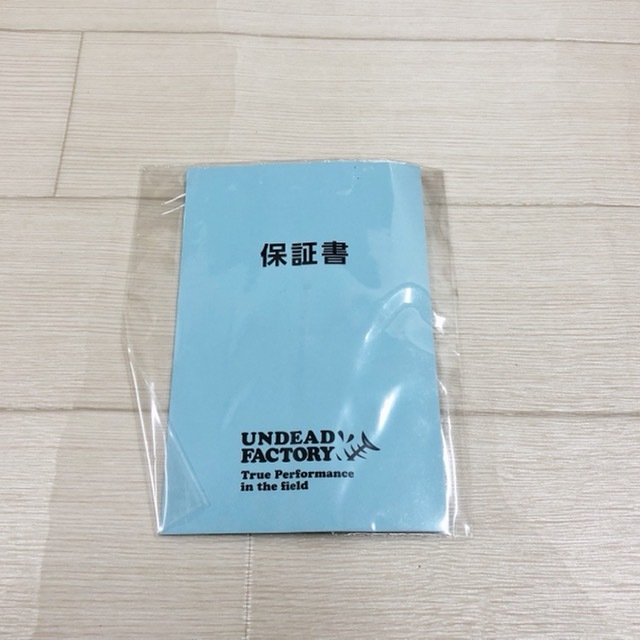 保証書
UNDEAD
FACTORY
True Performance
in the field